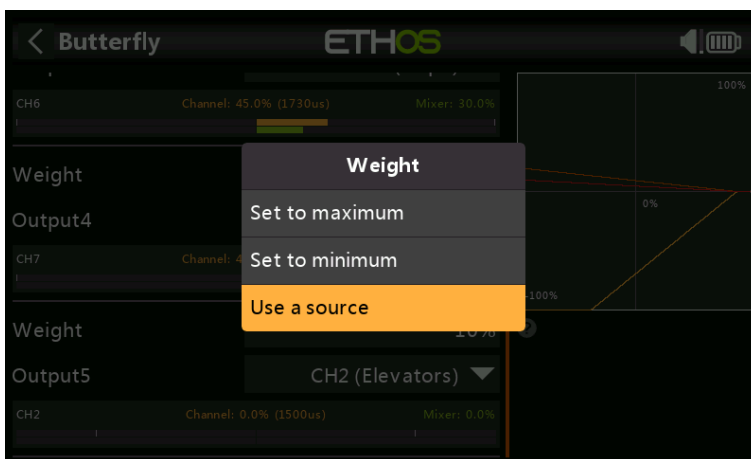 Butterfly
ETHOS
100%
CH6 Channel: 45.0% (1730us) Mixer: 30.0%
Weight
Weight
Output4
Set to maximum
0%
CH7 Channel: 4
Set to minimum
-100%
Use a source
Weight 10%
Output5 CH2 (Elevators)
CH2 Channel: 0.0% (1500us) Mixer: 0.0%